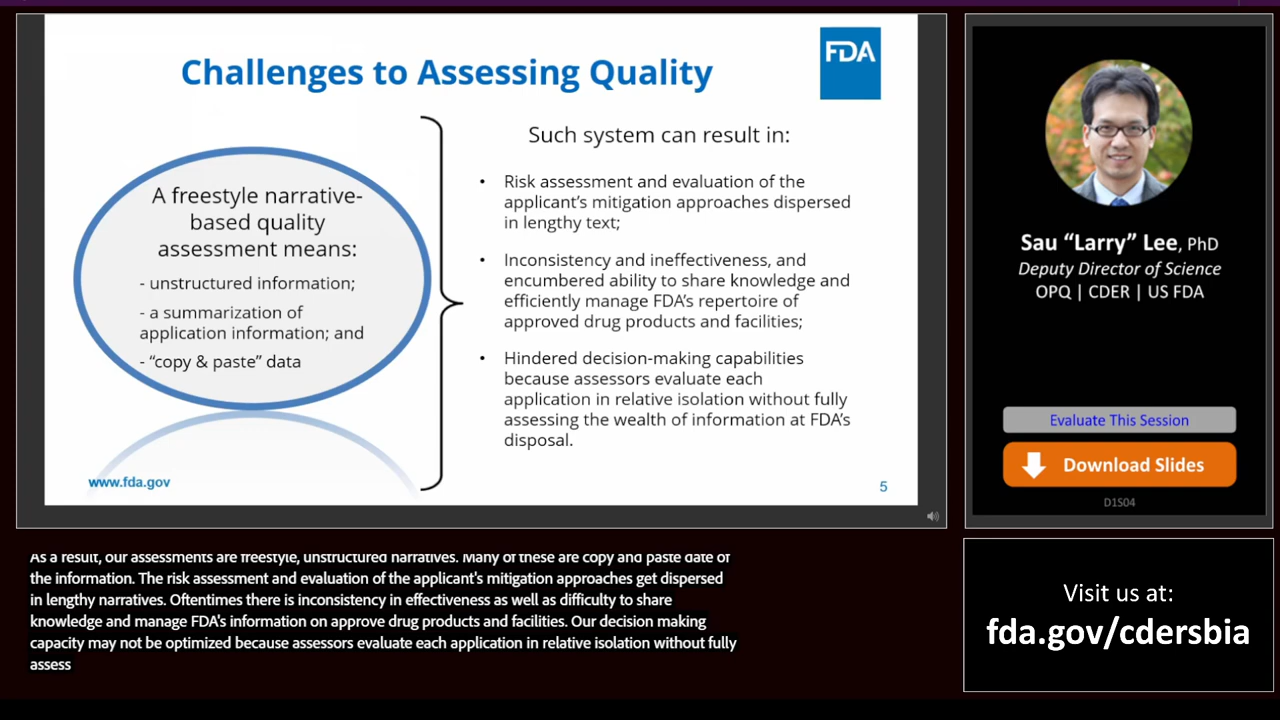 Challenges to Assessing Quality
FDA
A freestyle narrative-
based quality
assessment means:
- unstructured information;
- a summarization of
application information; and
- “copy & paste” data
Such system can result in:
• Risk assessment and evaluation of the
applicant’s mitigation approaches dispersed
in lengthy text;
• Inconsistency and ineffectiveness, and
encumbered ability to share knowledge and
efficiently manage FDA’s repertoire of
approved drug products and facilities;
• Hindered decision-making capabilities
because assessors evaluate each
application in relative isolation without fully
assessing the wealth of information at FDA’s
disposal.
www.fda.gov
5
Sau “Larry” Lee, PhD
Deputy Director of Science
OPQ | CDER | US FDA
Evaluate This Session
Download Slides
D1S04
As a result, our assessments are freestyle, unstructured narratives. Many of these are copy and paste date of
the information. The risk assessment and evaluation of the applicant's mitigation approaches get dispersed
in lengthy narratives. Oftentimes there is inconsistency in effectiveness as well as difficulty to share
knowledge and manage FDA's information on approve drug products and facilities. Our decision making
capacity may not be optimized because assessors evaluate each application in relative isolation without fully
assess
Visit us at:
fda.gov/cdersbia